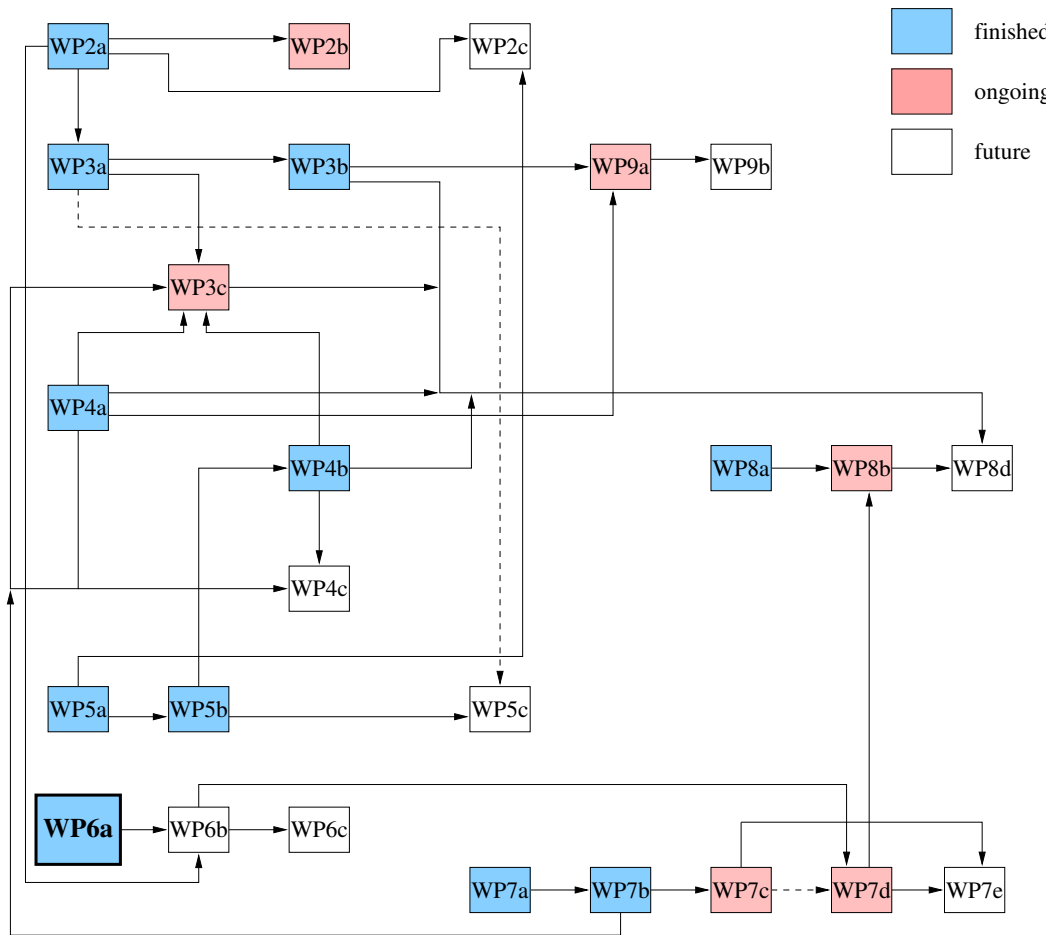 WP2a WP2b WP2c finished
ongoing
WP3a WP3b WP9a WP9b future
WP3c
WP4a
WP4b WP8a WP8b WP8d
WP4c
WP5a WP5b WP5c
WP6a WP6b WP6c
WP7a WP7b WP7c WP7d WP7e